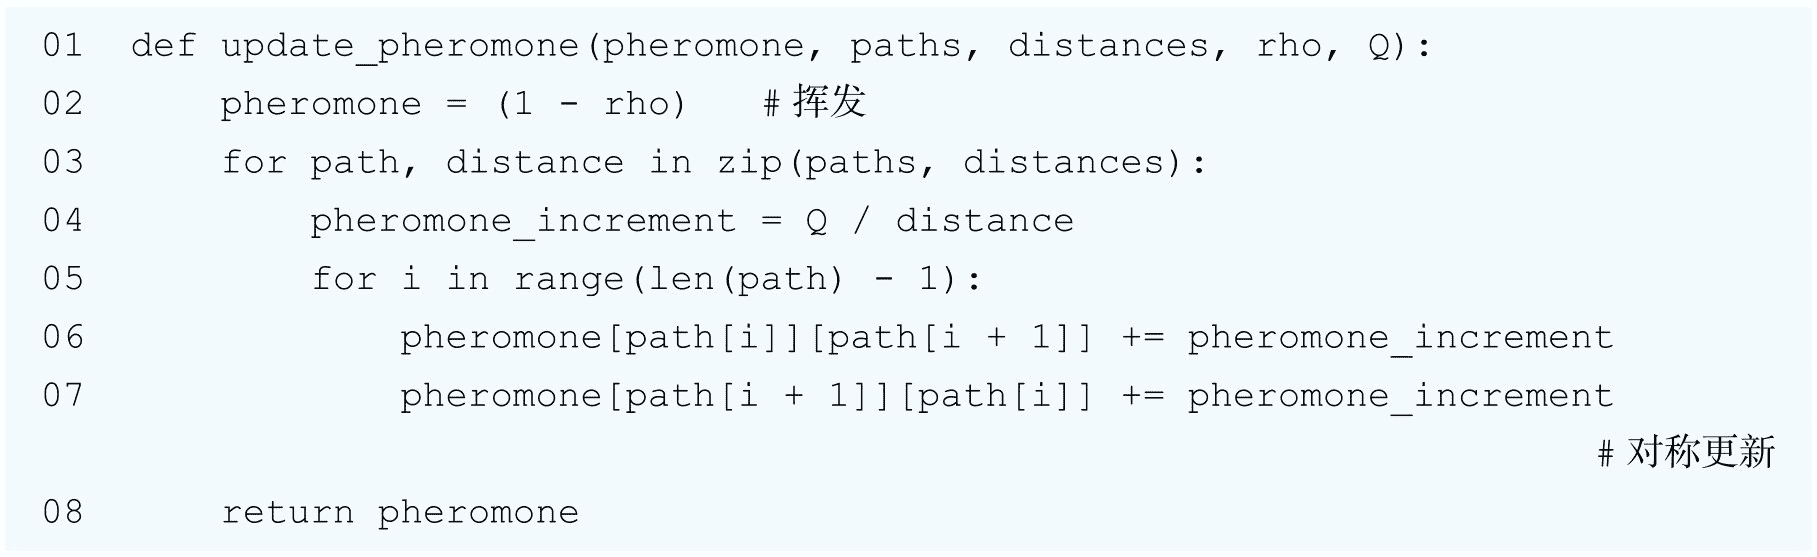 01 def update_pheromone(pheromone, paths, distances, rho, Q):
02     pheromone = (1 - rho)   # 挥发
03     for path, distance in zip(paths, distances):
04         pheromone_increment = Q / distance
05         for i in range(len(path) - 1):
06             pheromone[path[i]][path[i + 1]] += pheromone_increment
07             pheromone[path[i + 1]][path[i]] += pheromone_increment
# 对称更新
08     return pheromone